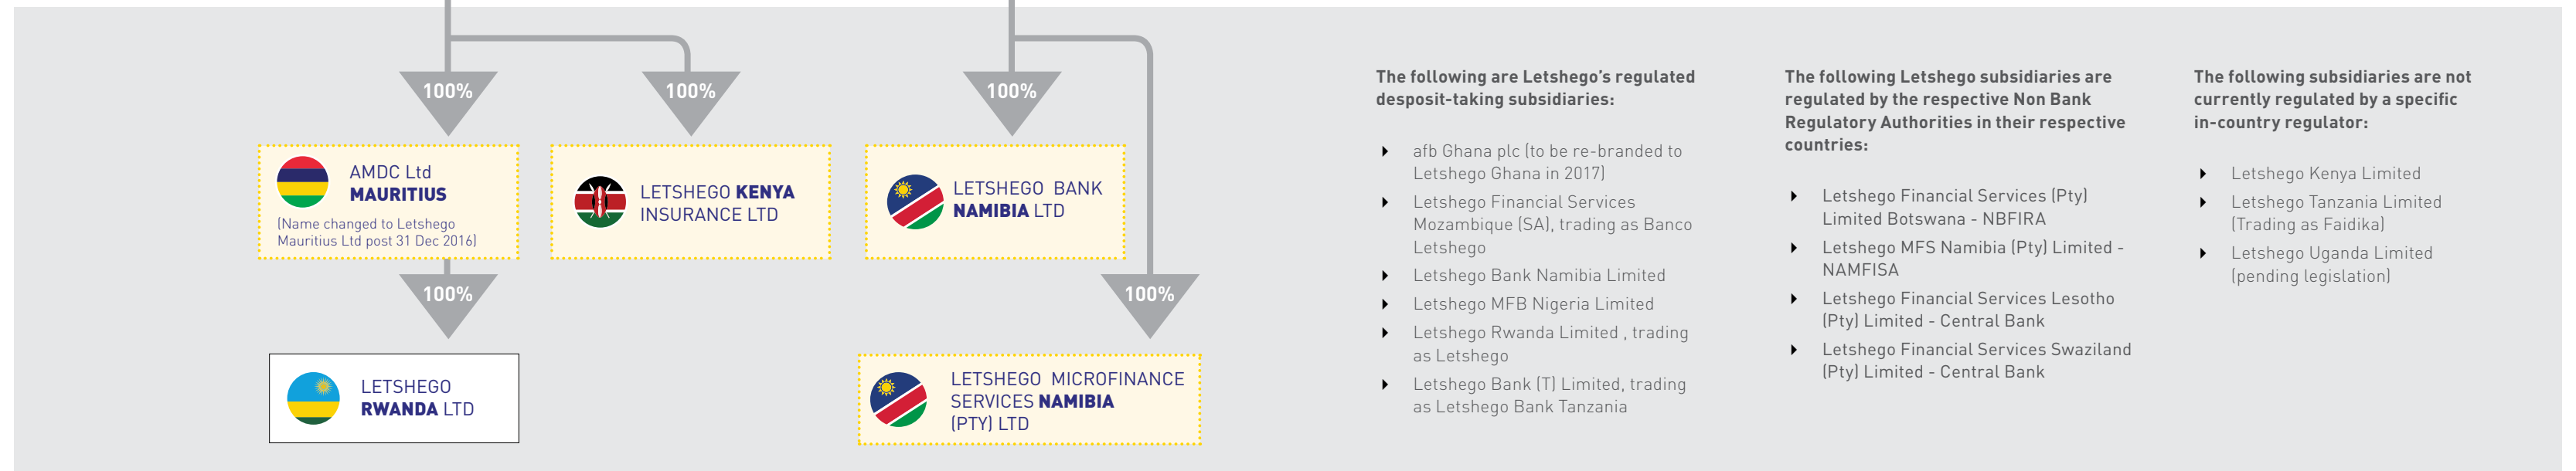 100%
100%
100%
AMDC Ltd
MAURITIUS
(Name changed to Letshego
Mauritius Ltd post 31 Dec 2016)
LETSHEGO KENYA
INSURANCE LTD
LETSHEGO BANK
NAMIBIA LTD
100%
100%
LETSHEGO
RWANDA LTD
LETSHEGO MICROFINANCE
SERVICES NAMIBIA
(PTY) LTD
The following are Letshego's regulated
desposit-taking subsidiaries:
afb Ghana plc (to be re-branded to
Letshego Ghana in 2017)
Letshego Financial Services
Mozambique (SA), trading as Banco
Letshego
Letshego Bank Namibia Limited
Letshego MFB Nigeria Limited
Letshego Rwanda Limited , trading
as Letshego
Letshego Bank (T) Limited, trading
as Letshego Bank Tanzania
The following Letshego subsidiaries are
regulated by the respective Non Bank
Regulatory Authorities in their respective
countries:
Letshego Financial Services (Pty)
Limited Botswana - NBFIRA
Letshego MFS Namibia (Pty) Limited -
NAMFISA
Letshego Financial Services Lesotho
(Pty) Limited - Central Bank
Letshego Financial Services Swaziland
(Pty) Limited - Central Bank
The following subsidiaries are not
currently regulated by a specific
in-country regulator:
Letshego Kenya Limited
Letshego Tanzania Limited
(Trading as Faidika)
Letshego Uganda Limited
(pending legislation)